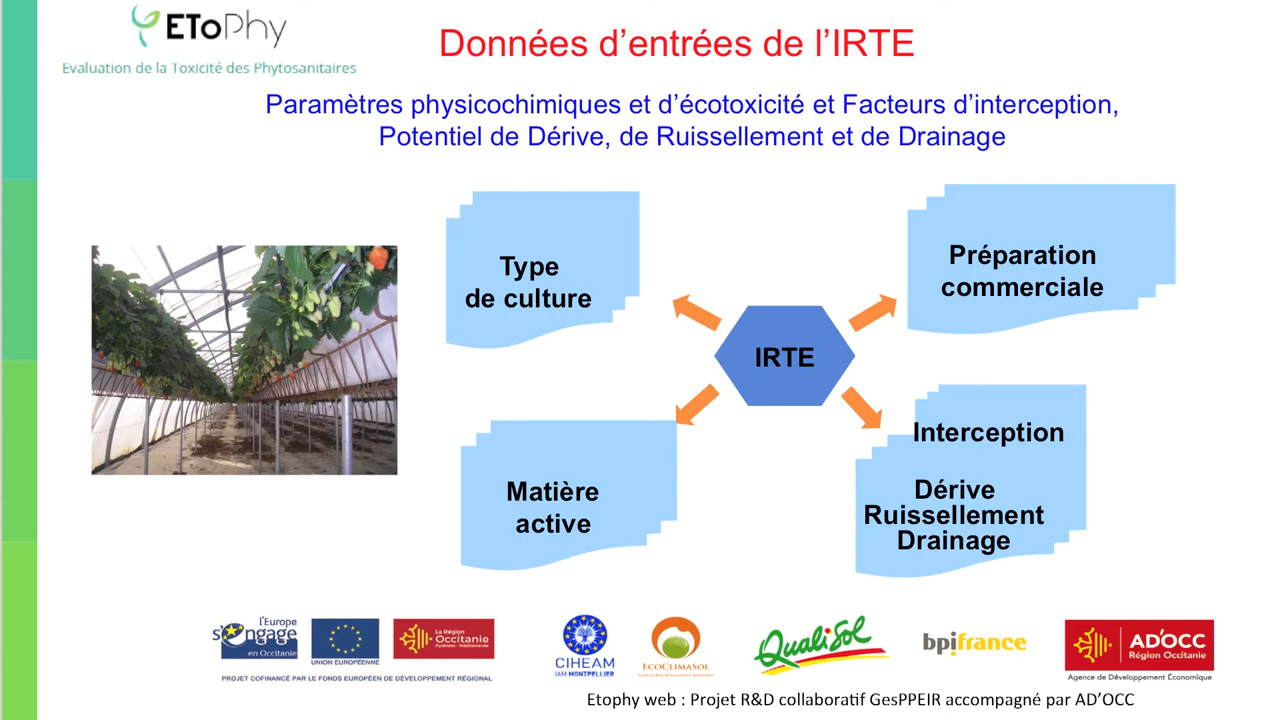 EToPhy
Evaluation de la Toxicité des Phytosanitaires
Données d’entrées de l’IRTE
Paramètres physicochimiques et d’écotoxicité et Facteurs d’interception,
Potentiel de Dérive, de Ruissellement et de Drainage
Type
de culture
Préparation
commerciale
IRTE
Matière
active
Interception
Dérive
Ruissellement
Drainage
l'Europe
s'engage
en Occitanie
UNION EUROPÉENNE
La Région
Occitanie
Pyrénées - Méditerranée
PROJET COFINANCÉ PAR LE FONDS EUROPÉEN DE DÉVELOPPEMENT RÉGIONAL
CIHEAM
IAM MONTPELLIER
ECOCLIMASOL
QualiSol
bpifrance
AD'OCC
Région Occitanie
Agence de Développement Économique
Etophy web : Projet R&D collaboratif GesPPEIR accompagné par AD’OCC